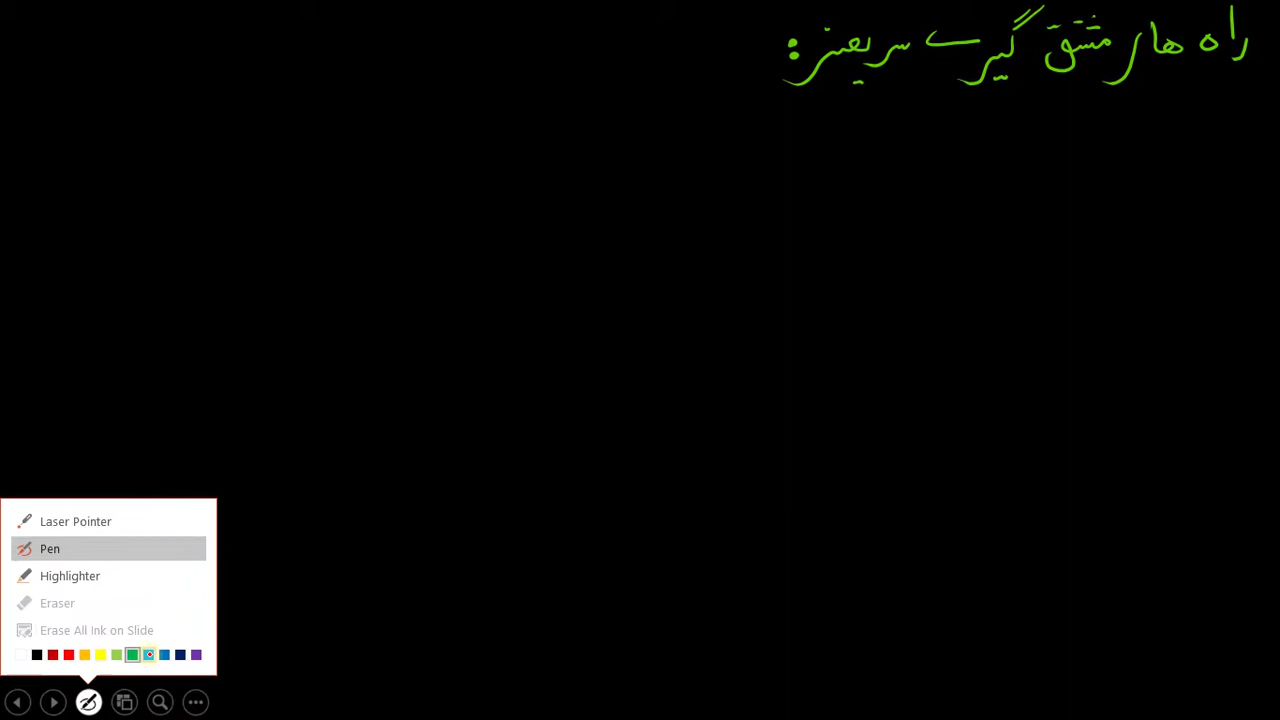 راه های مشتق گیری سریعتر :
Laser Pointer
Pen
Highlighter
Eraser
Erase All Ink on Slide